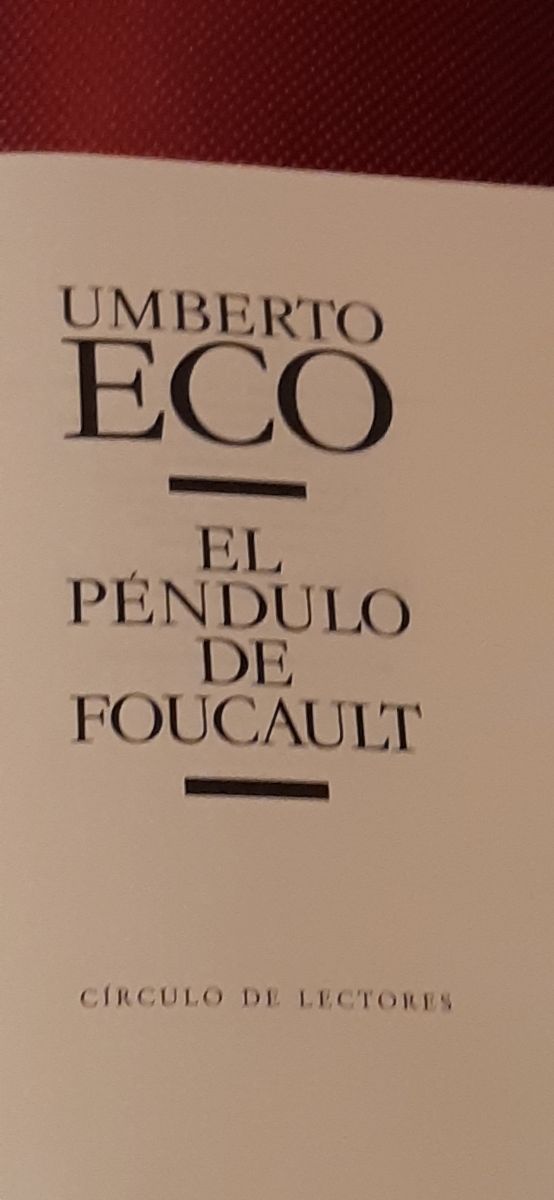 UMBERTO
ECO
EL
PÉNDULO
DE
FOUCAULT
CÍRCULO DE LECTORES